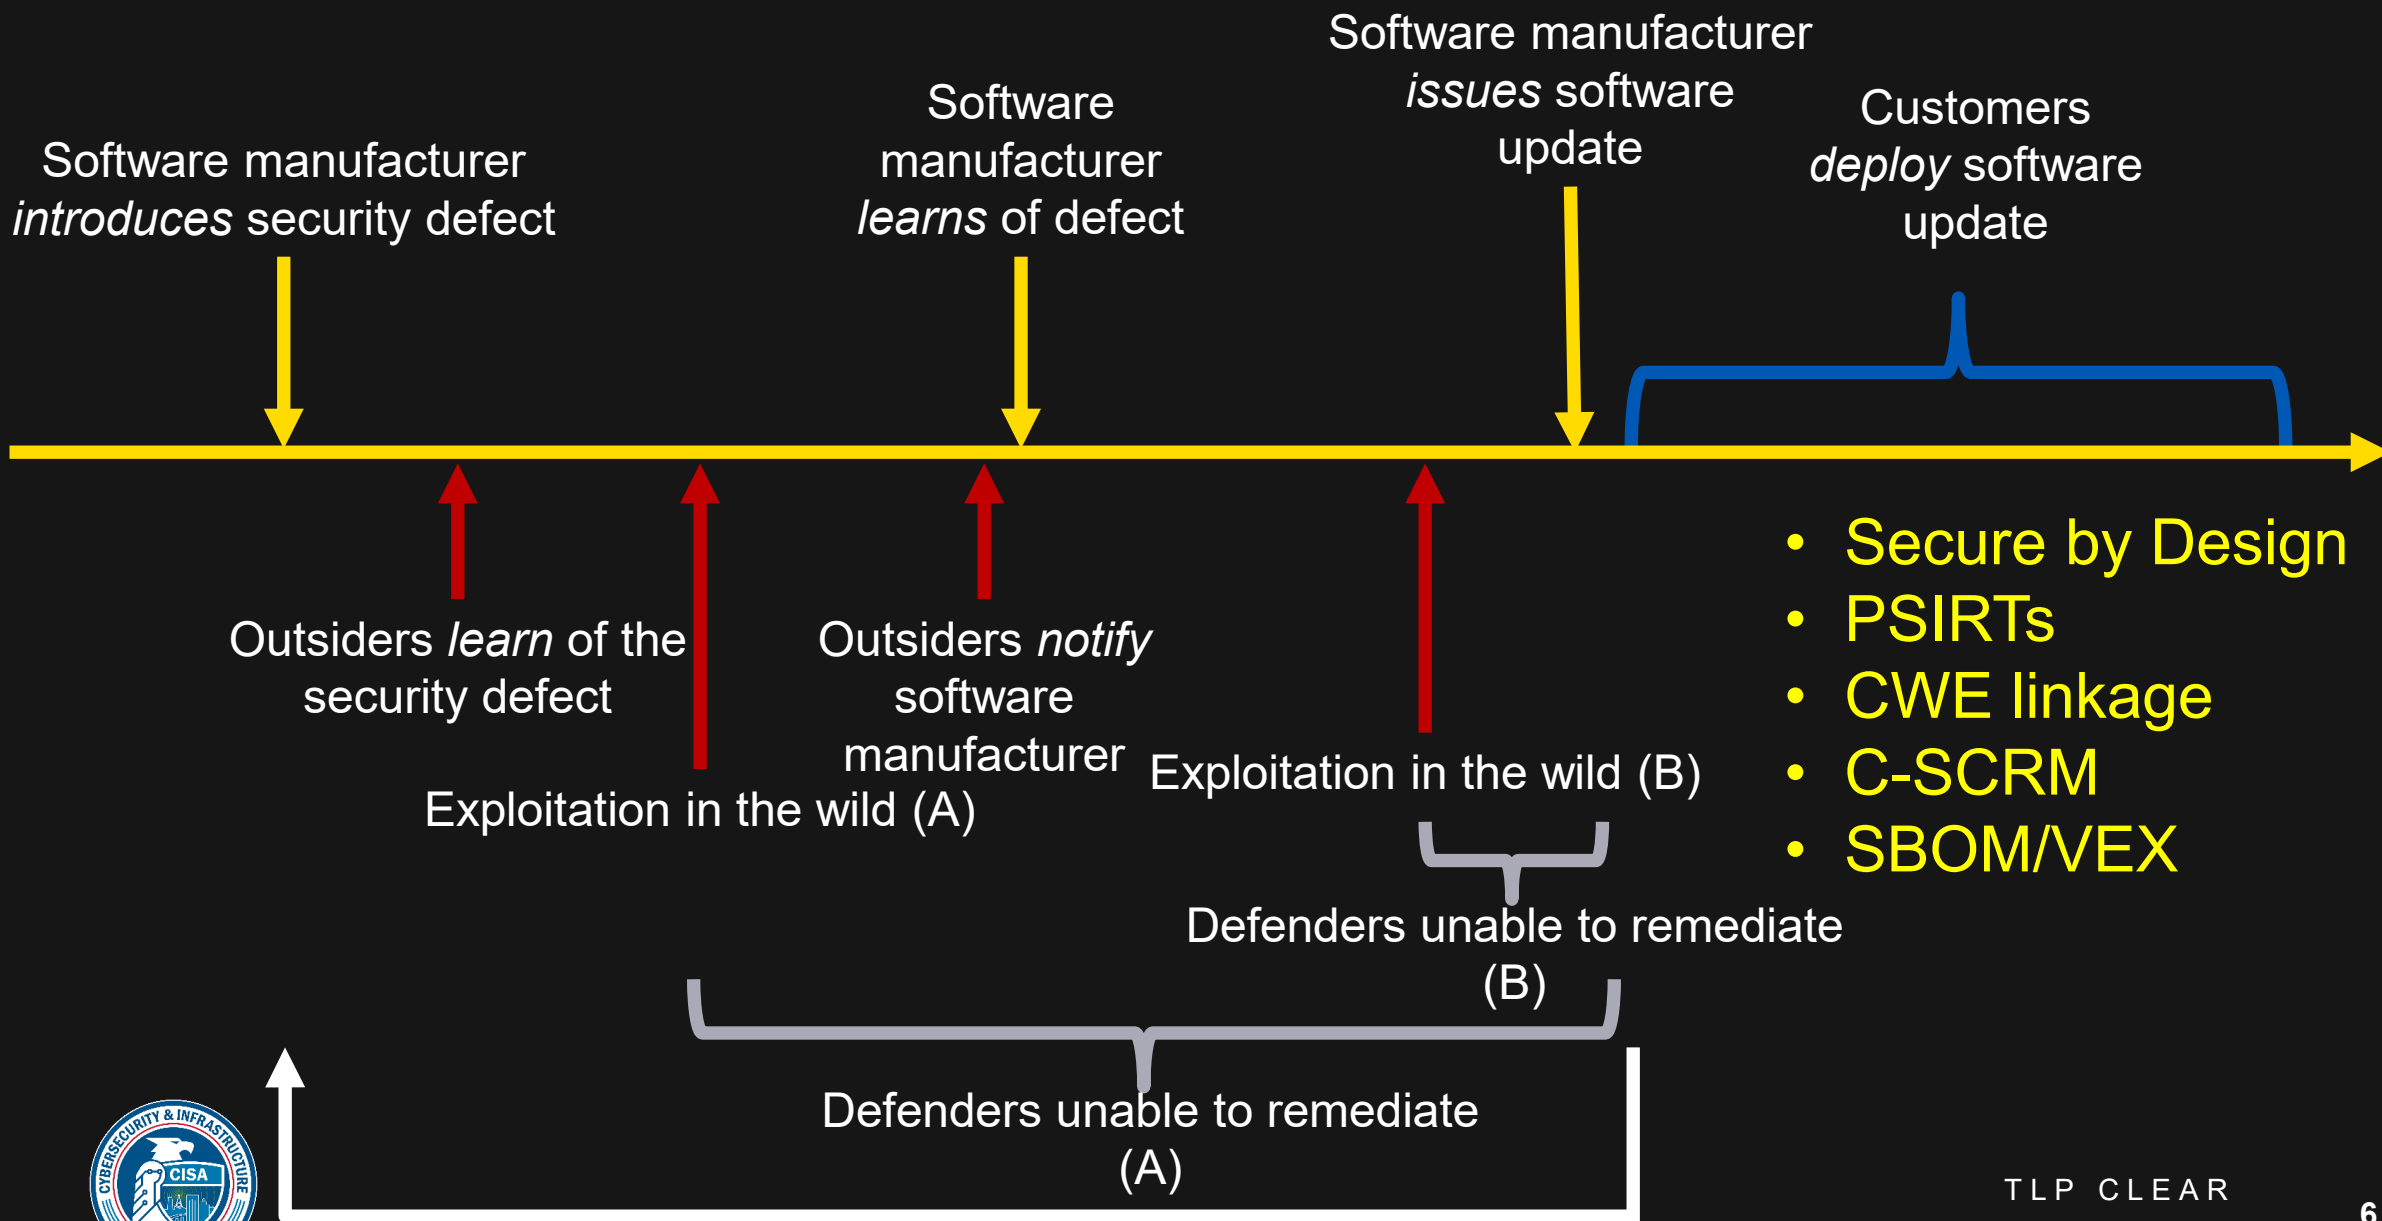 Software manufacturer
introduces security defect
Software
manufacturer
learns of defect
Software manufacturer
issues software
update
Customers
deploy software
update
Outsiders learn of the
security defect
Exploitation in the wild (A)
Outsiders notify
software
manufacturer
Exploitation in the wild (B)
• Secure by Design
• PSIRTs
• CWE linkage
• C-SCRM
• SBOM/VEX
Defenders unable to remediate
(B)
Defenders unable to remediate
(A)
CYBERSECURITY & INFRASTRUCTURE
CISA
TLP CLEAR
6